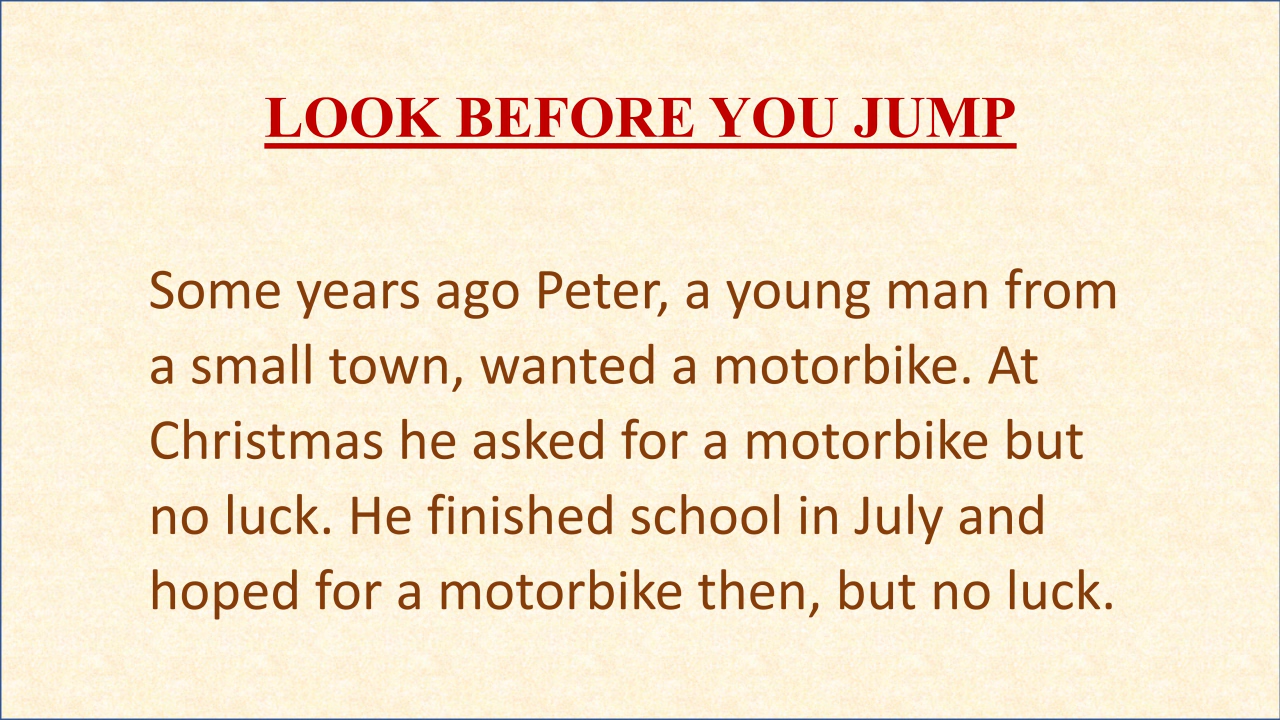 LOOK BEFORE YOU JUMP
Some years ago Peter, a young man from
a small town, wanted a motorbike. At
Christmas he asked for a motorbike but
no luck. He finished school in July and
hoped for a motorbike then, but no luck.